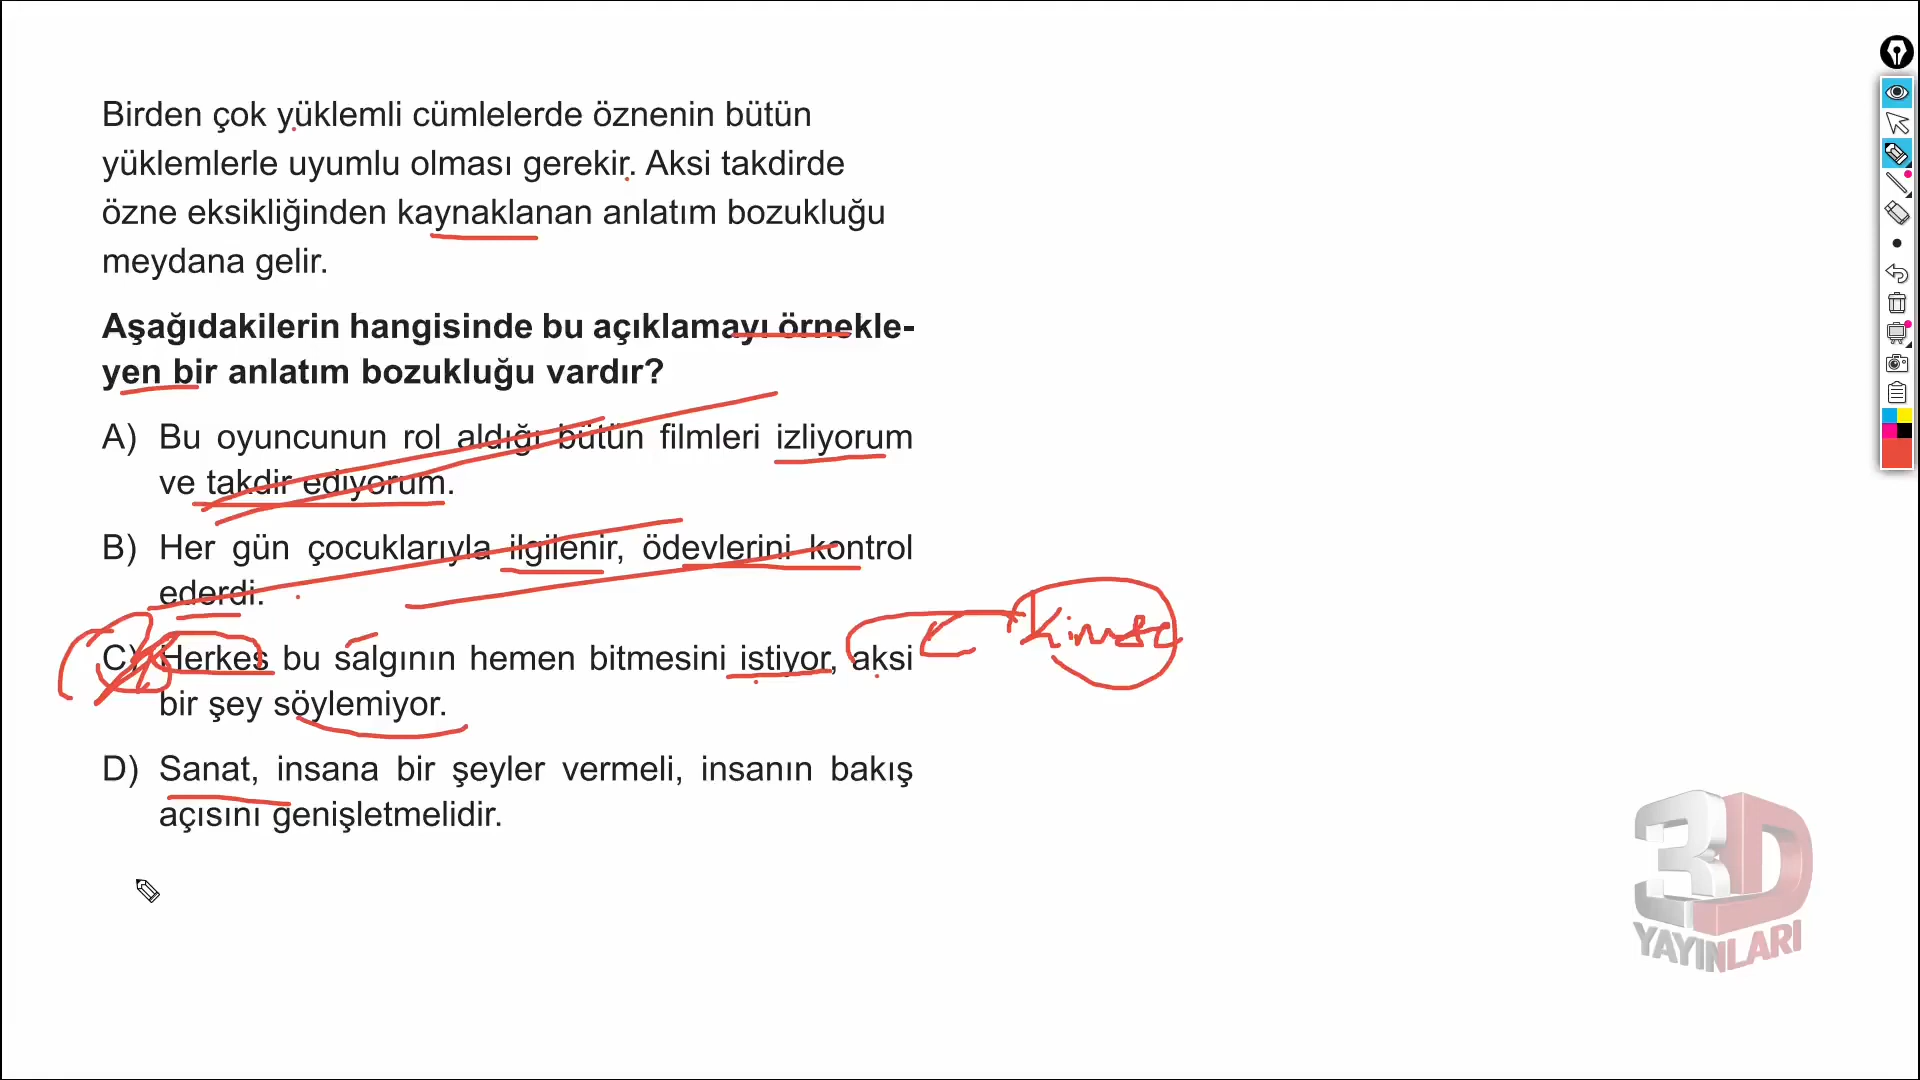 Birden çok yüklemli cümlelerde öznenin bütün
yüklemlerle uyumlu olması gerekir. Aksi takdirde
özne eksikliğinden kaynaklanan anlatım bozukluğu
meydana gelir.
Aşağıdakilerin hangisinde bu açıklamayı örnekle-
yen bir anlatım bozukluğu vardır?
A) Bu oyuncunun rol aldığı bütün filmleri izliyorum
ve takdir ediyorum.
B) Her gün çocuklarıyla ilgilenir, ödevlerini kontrol
ederdi.
Kimse
C) Herkes bu salgının hemen bitmesini istiyor, aksi
bir şey söylemiyor.
D) Sanat, insana bir şeyler vermeli, insanın bakış
açısını genişletmelidir.
3D
YAYINLARI